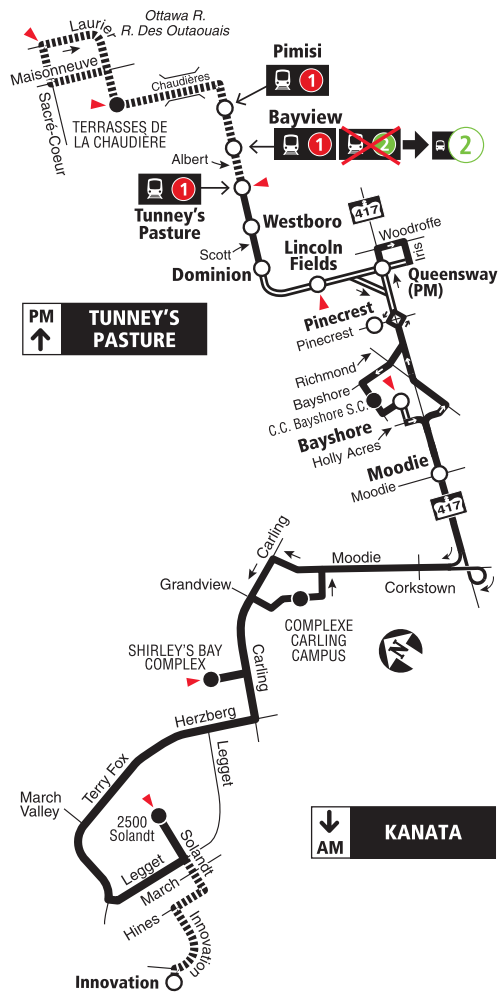 Ottawa R.
R. Des Outaouais
Laurier
Maisonneuve
Sacré-Coeur
TERRASSES DE
LA CHAUDIÈRE
Chaudières
Pimisi
1
Bayview
1
2
2
Albert
1
Tunney's
Pasture
Westboro
417
Woodroffe
Iris
Scott
Lincoln
Fields
Dominion
Queensway
(PM)
PM
TUNNEY'S
PASTURE
Pinecrest
Pinecrest
Richmond
Bayshore
C.C. Bayshore S.C.
Bayshore
Holly Acres
Moodie
Moodie
417
Carling
Moodie
Grandview
Corkstown
COMPLEXE
CARLING
CAMPUS
N
SHIRLEY'S BAY
COMPLEX
Carling
Herzberg
Legget
Terry Fox
March
Valley
2500
Solandt
AM
KANATA
Solandt
Legget
March
Hines
Innovation
Innovation